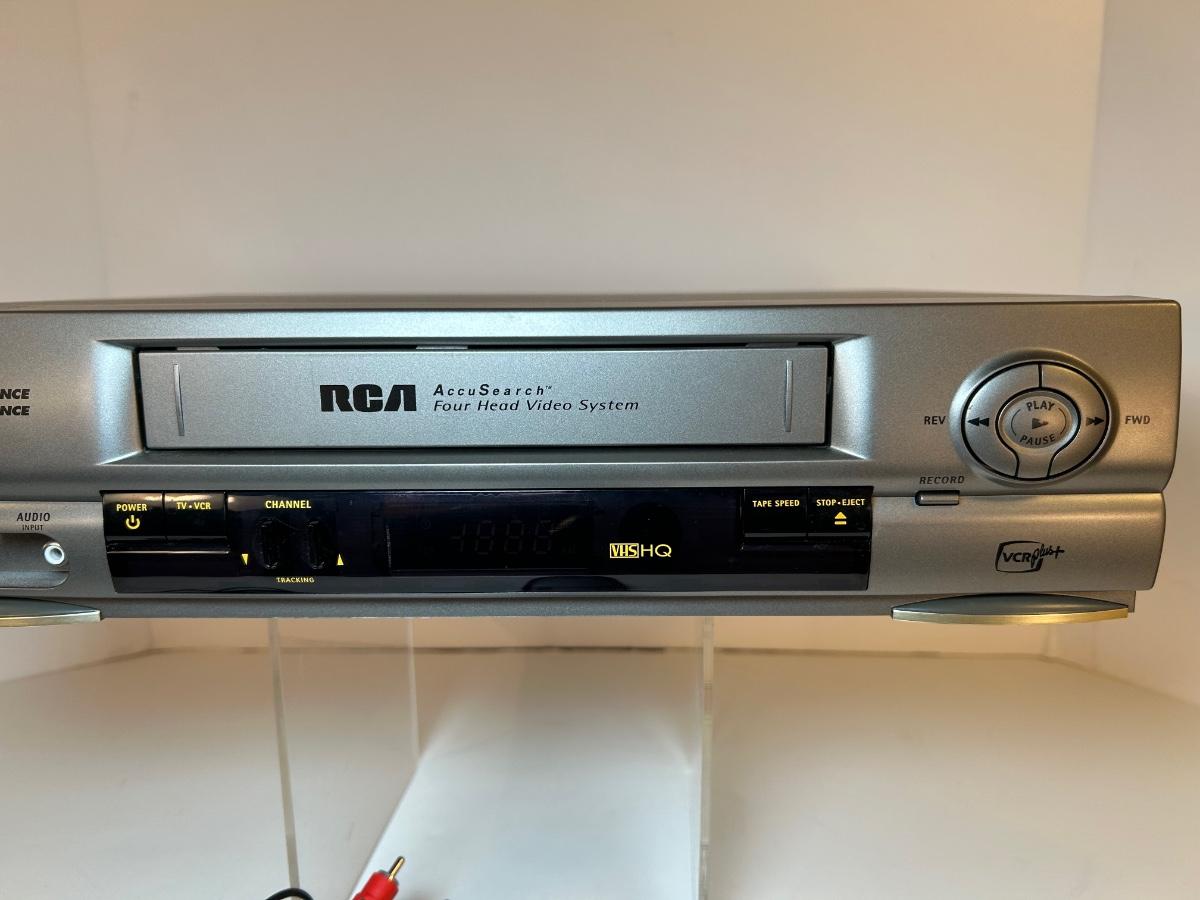 NCE
NCE
RCA
AccuSearch™
Four Head Video System
REV
PLAY
PAUSE
FWD
RECORD
AUDIO
INPUT
POWER
TV•VCR
CHANNEL
TRACKING
VHS HQ
TAPE SPEED
STOP•EJECT
VCR plus+